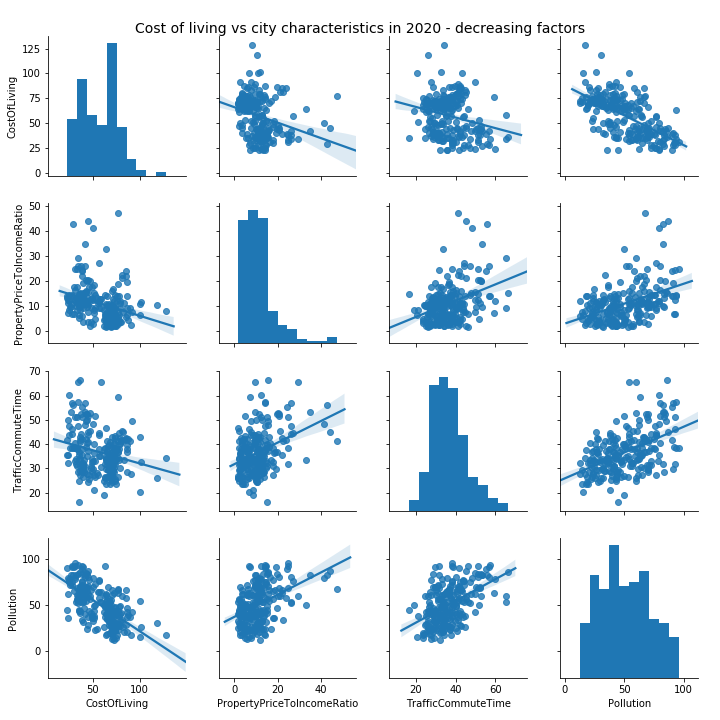 Cost of living vs city characteristics in 2020 - decreasing factors
CostOfLiving
125
100
75
50
25
0
PropertyPriceToIncomeRatio
50
40
30
20
10
0
TrafficCommuteTime
70
60
50
40
30
20
Pollution
100
50
0
50 100
CostOfLiving
0 20 40
PropertyPriceToIncomeRatio
20 40 60
TrafficCommuteTime
0 50 100
Pollution